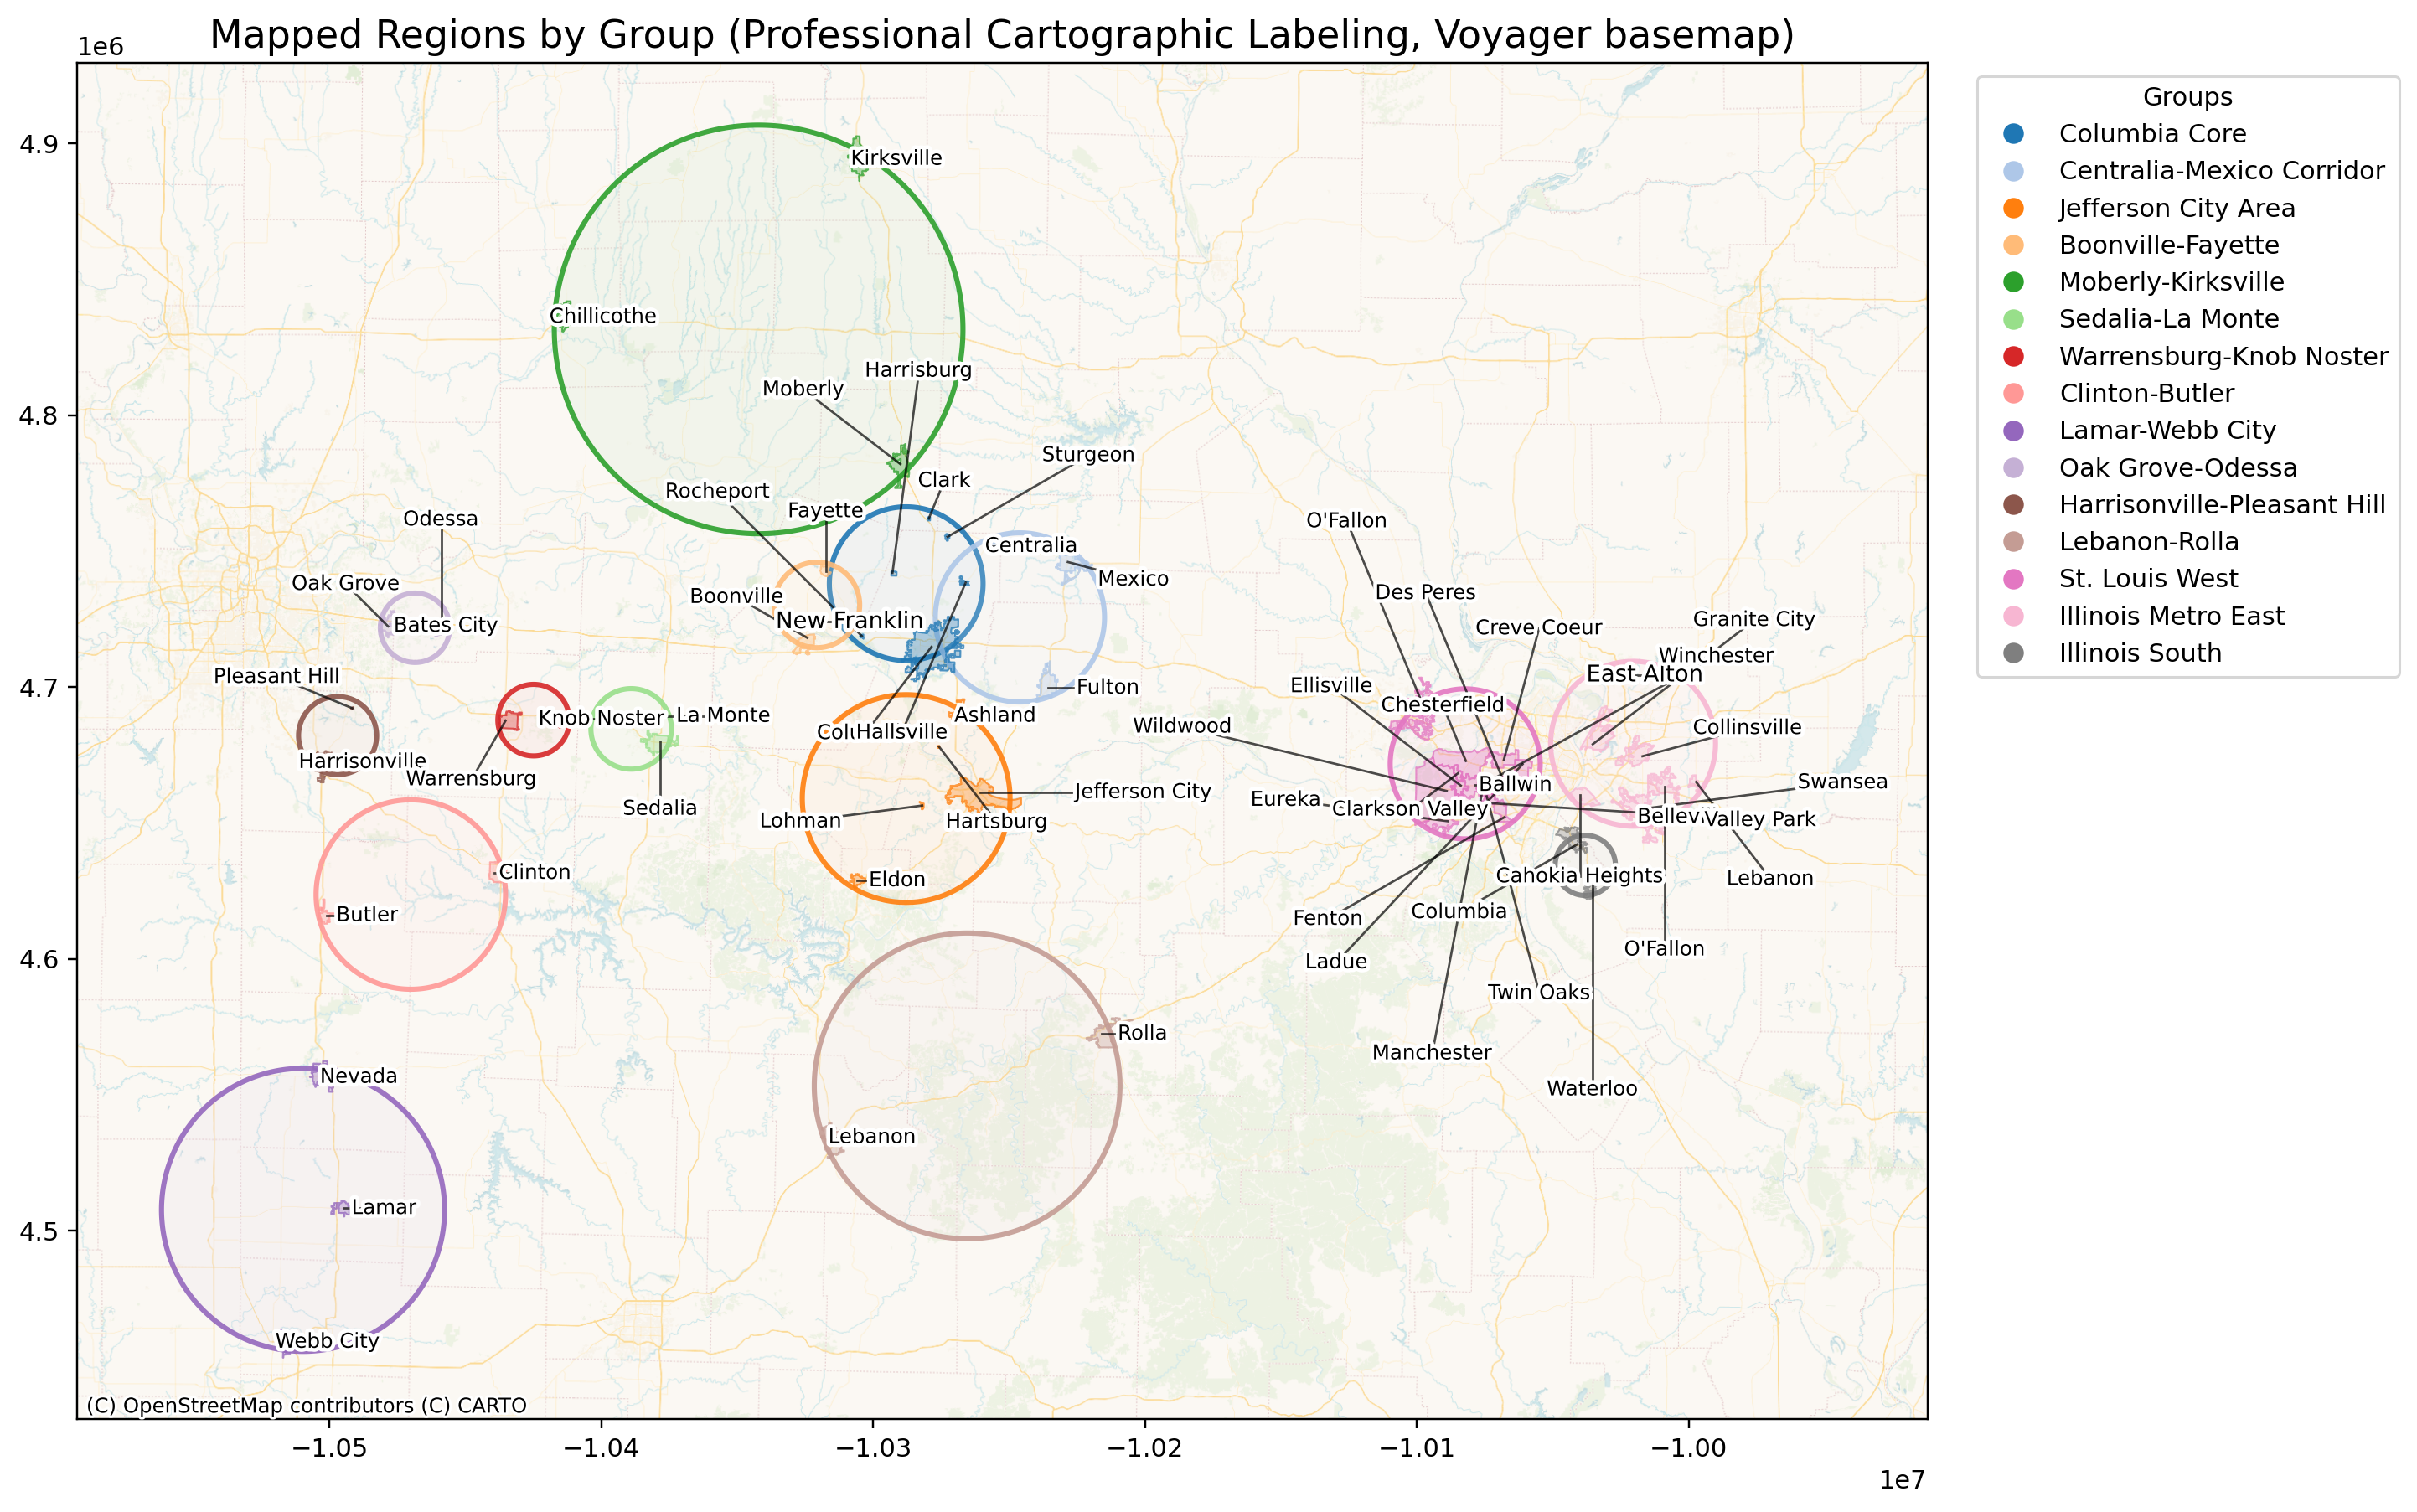 Mapped Regions by Group (Professional Cartographic Labeling, Voyager basemap)
1e6
4.9
4.8
4.7
4.6
4.5
Kirksville
Chillicothe
Harrisburg
Moberly
Sturgeon
Clark
Rocheport
Fayette
Odessa
O'Fallon
Centralia
Mexico
Oak Grove
Boonville
Des Peres
Bates City
New Franklin
Creve Coeur
Granite City
Winchester
Pleasant Hill
East Alton
Ellisville
Fulton
Chesterfield
Knob Noster
La Monte
Ashland
Wildwood
Collinsville
Hallsville
Harrisonville
Warrensburg
Ballwin
Swansea
Sedalia
Jefferson City
Eureka
Clarkson Valley
Lohman
Hartsburg
Valley Park
Clinton
Eldon
Cahokia Heights
Lebanon
Butler
Fenton
Columbia
O'Fallon
Ladue
Twin Oaks
Rolla
Manchester
Nevada
Waterloo
Lebanon
Lamar
Webb City
(C) OpenStreetMap contributors (C) CARTO
−1.05
−1.04
−1.03
−1.02
−1.01
−1.00
1e7
Groups
Columbia Core
Centralia-Mexico Corridor
Jefferson City Area
Boonville-Fayette
Moberly-Kirksville
Sedalia-La Monte
Warrensburg-Knob Noster
Clinton-Butler
Lamar-Webb City
Oak Grove-Odessa
Harrisonville-Pleasant Hill
Lebanon-Rolla
St. Louis West
Illinois Metro East
Illinois South